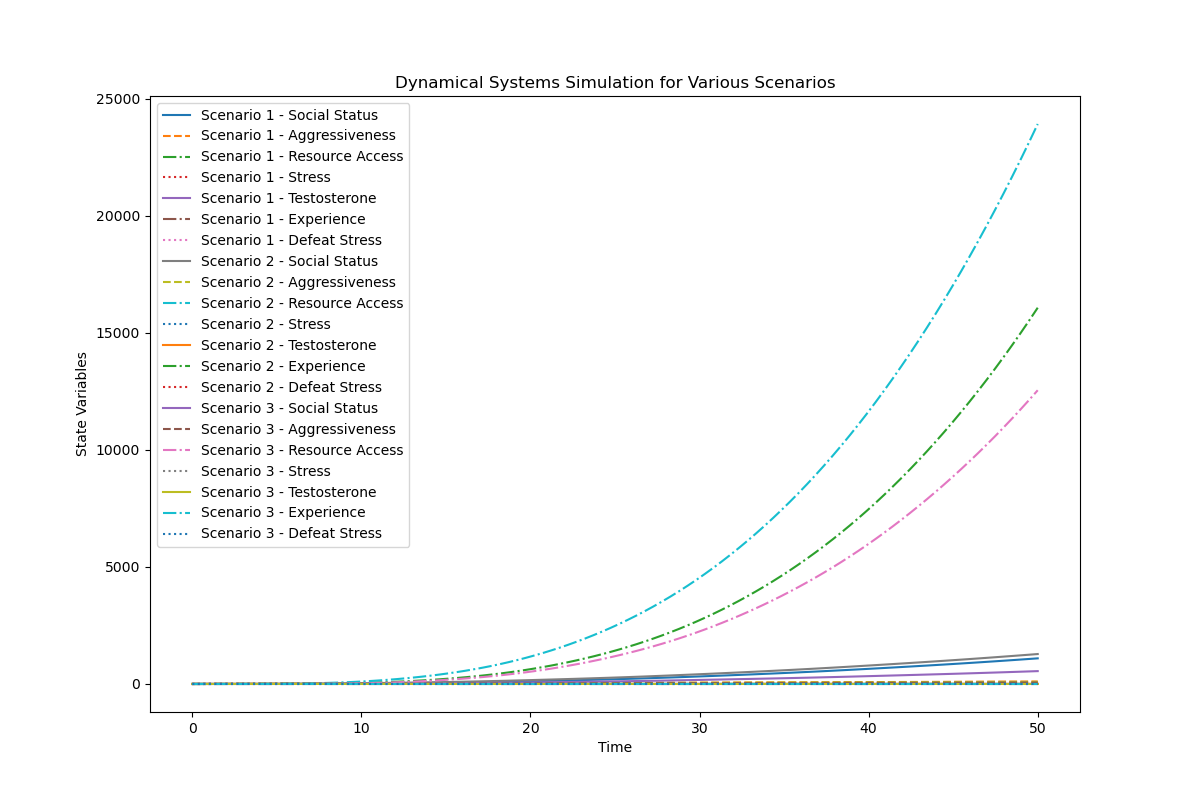 Dynamical Systems Simulation for Various Scenarios
25000
20000
15000
10000
5000
0
State Variables
Scenario 1 - Social Status
Scenario 1 - Aggressiveness
Scenario 1 - Resource Access
Scenario 1 - Stress
Scenario 1 - Testosterone
Scenario 1 - Experience
Scenario 1 - Defeat Stress
Scenario 2 - Social Status
Scenario 2 - Aggressiveness
Scenario 2 - Resource Access
Scenario 2 - Stress
Scenario 2 - Testosterone
Scenario 2 - Experience
Scenario 2 - Defeat Stress
Scenario 3 - Social Status
Scenario 3 - Aggressiveness
Scenario 3 - Resource Access
Scenario 3 - Stress
Scenario 3 - Testosterone
Scenario 3 - Experience
Scenario 3 - Defeat Stress
0 10 20 30 40 50
Time